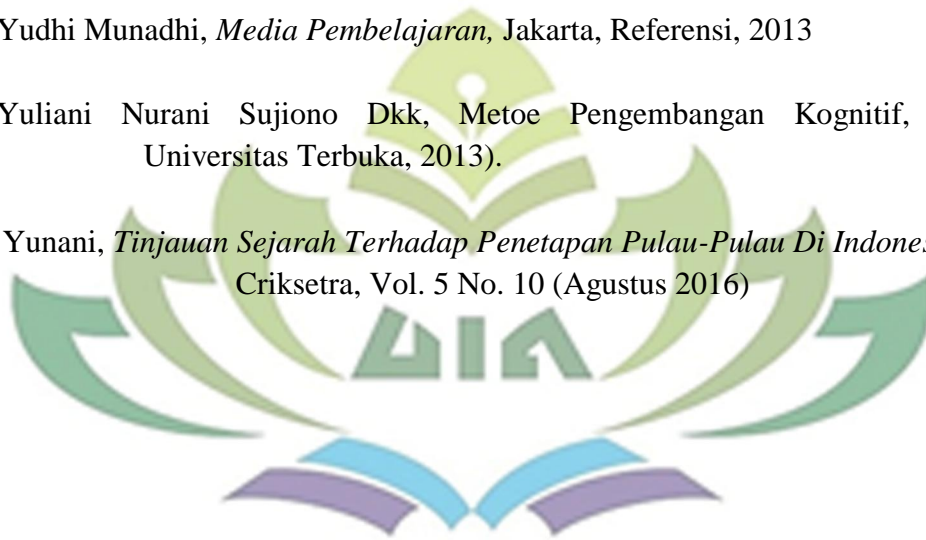 Yudhi Munadhi, Media Pembelajaran, Jakarta, Referensi, 2013
Yuliani Nurani Sujiono Dkk, Metoe Pengembangan Kognitif,
Universitas Terbuka, 2013).
Yunani, Tinjauan Sejarah Terhadap Penetapan Pulau-Pulau Di
Criksetra, Vol. 5 No. 10 (Agustus 2016)
UIN